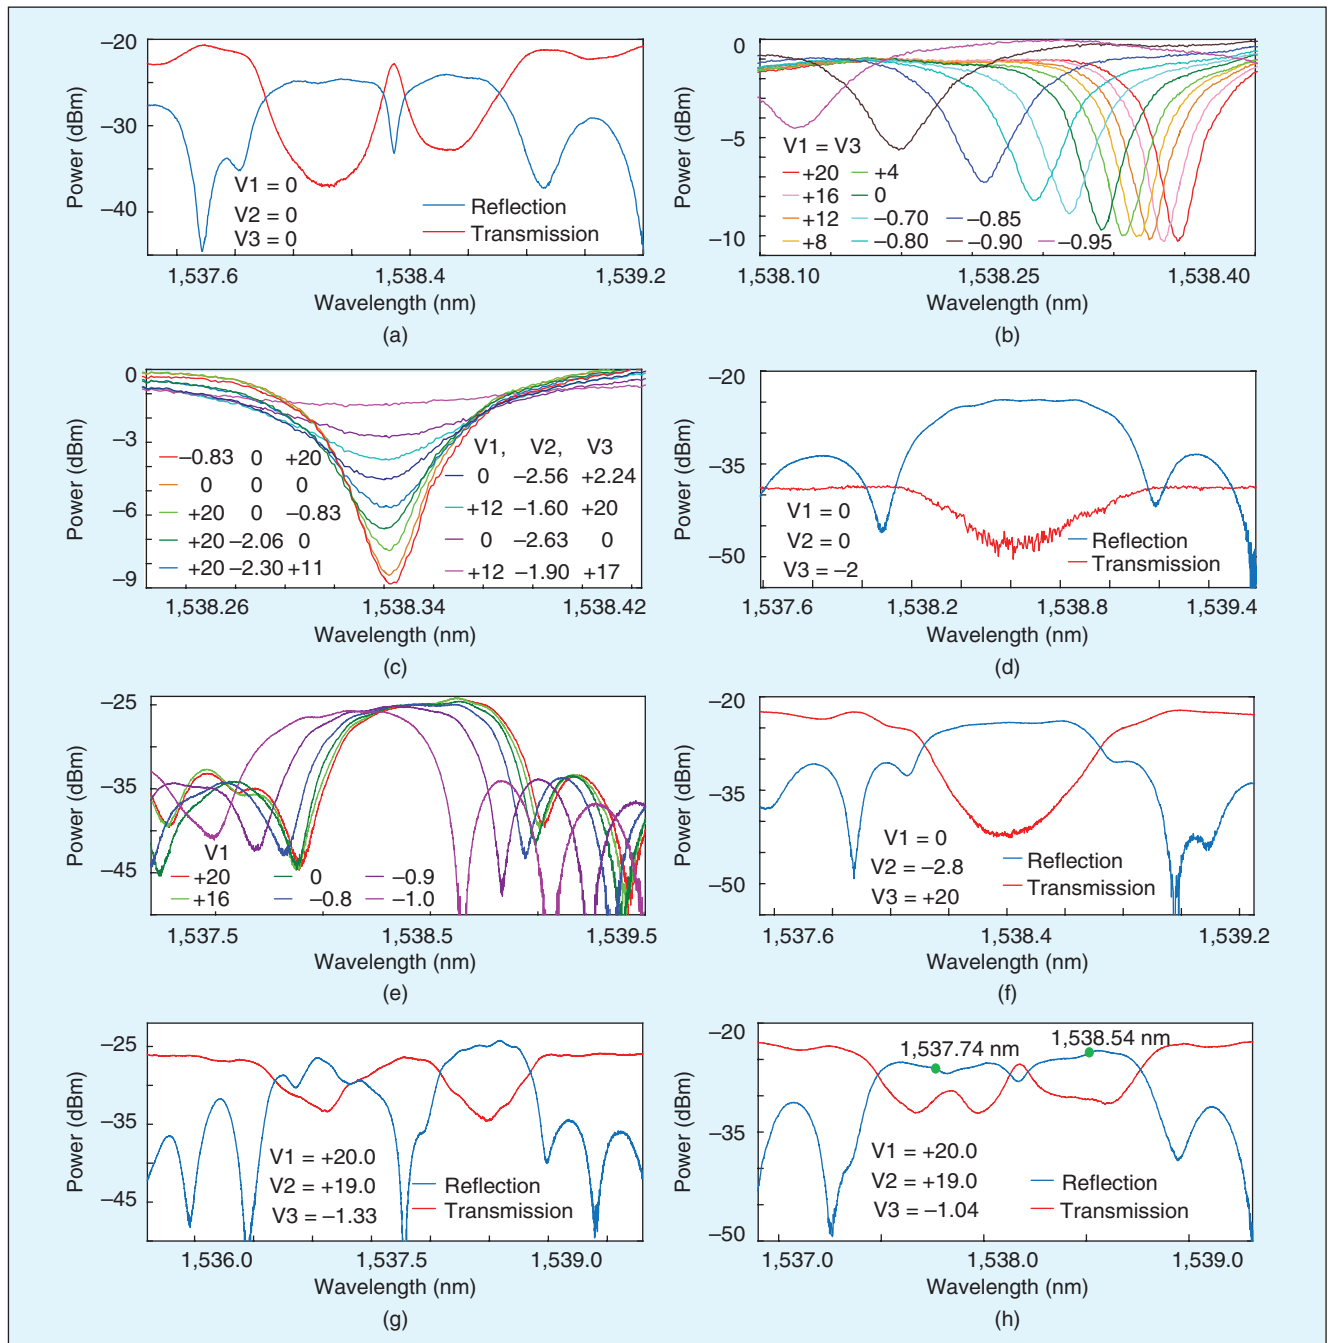 −20
−30
−40
Power (dBm)
V1 = 0
V2 = 0
V3 = 0
Reflection
Transmission
1,537.6 1,538.4 1,539.2
Wavelength (nm)
(a)
0
−5
−10
Power (dBm)
V1 = V3
+20 +4
+16 0
+12 −0.70 −0.85
+8 −0.80 −0.90 −0.95
1,538.10 1,538.25 1,538.40
Wavelength (nm)
(b)
0
−3
−6
−9
Power (dBm)
−0.83 0 +20
0 0 0
+20 0 −0.83
+20 −2.06 0
+20 −2.30 +11
V1, V2, V3
0 −2.56 +2.24
+12 −1.60 +20
0 −2.63 0
+12 −1.90 +17
1,538.26 1,538.34 1,538.42
Wavelength (nm)
(c)
−20
−35
−50
Power (dBm)
V1 = 0
V2 = 0
V3 = −2
Reflection
Transmission
1,537.6 1,538.2 1,538.8 1,539.4
Wavelength (nm)
(d)
−25
−35
−45
Power (dBm)
V1
+20 0 −0.9
+16 −0.8 −1.0
1,537.5 1,538.5 1,539.5
Wavelength (nm)
(e)
−20
−35
−50
Power (dBm)
V1 = 0
V2 = −2.8
V3 = +20
Reflection
Transmission
1,537.6 1,538.4 1,539.2
Wavelength (nm)
(f)
−25
−35
−45
Power (dBm)
V1 = +20.0
V2 = +19.0
V3 = −1.33
Reflection
Transmission
1,536.0 1,537.5 1,539.0
Wavelength (nm)
(g)
−20
−35
−50
Power (dBm)
1,537.74 nm
1,538.54 nm
V1 = +20.0
V2 = +19.0
V3 = −1.04
Reflection
Transmission
1,537.0 1,538.0 1,539.0
Wavelength (nm)
(h)